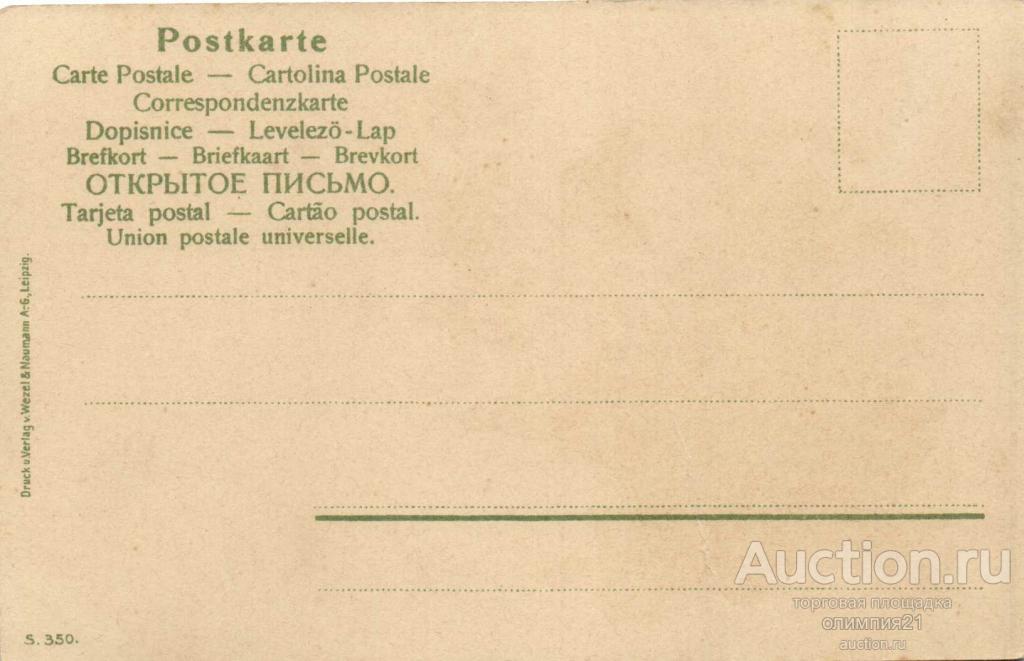 Postkarte
Carte Postale — Cartolina Postale
Correspondenzkarte
Dopisnice — Levelezö-Lap
Brefkort — Briefkaart — Brevkort
ОТКРЫТОЕ ПИСЬМО.
Tarjeta postal — Cartão postal.
Union postale universelle.
Druck u. Verlag v. Wezel & Naumann A-G., Leipzig.
S. 350.
Auction.ru
торговая площадка
олимпия21
auction.ru